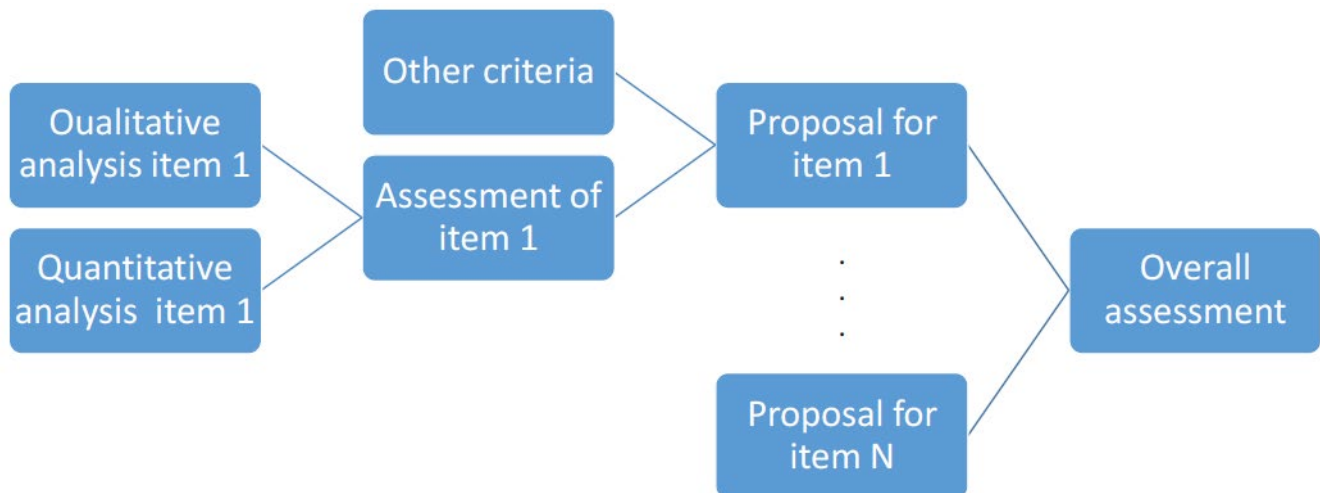 Oualitative
analysis item 1
Quantitative
analysis  item 1
Other criteria
Assessment of
item 1
Proposal for
item 1
.
.
.
Proposal for
item N
Overall
assessment